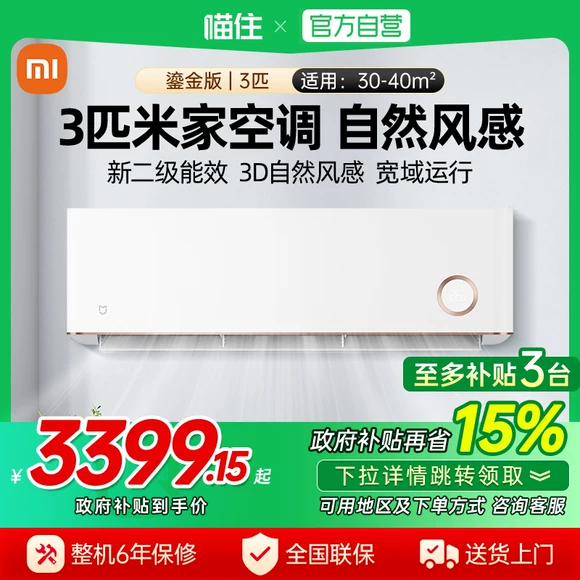 喵住 × 官方自营
mi
鎏金版 | 3匹 适用：30-40m²
3匹米家空调 自然风感
新二级能效 3D自然风感 宽域运行
至多补贴3台
¥3399.15起
政府补贴到手价
政府补贴再省15%
下拉详情跳转领取
可用地区及下单方式 咨询客服
整机6年保修
全国联保
送货上门